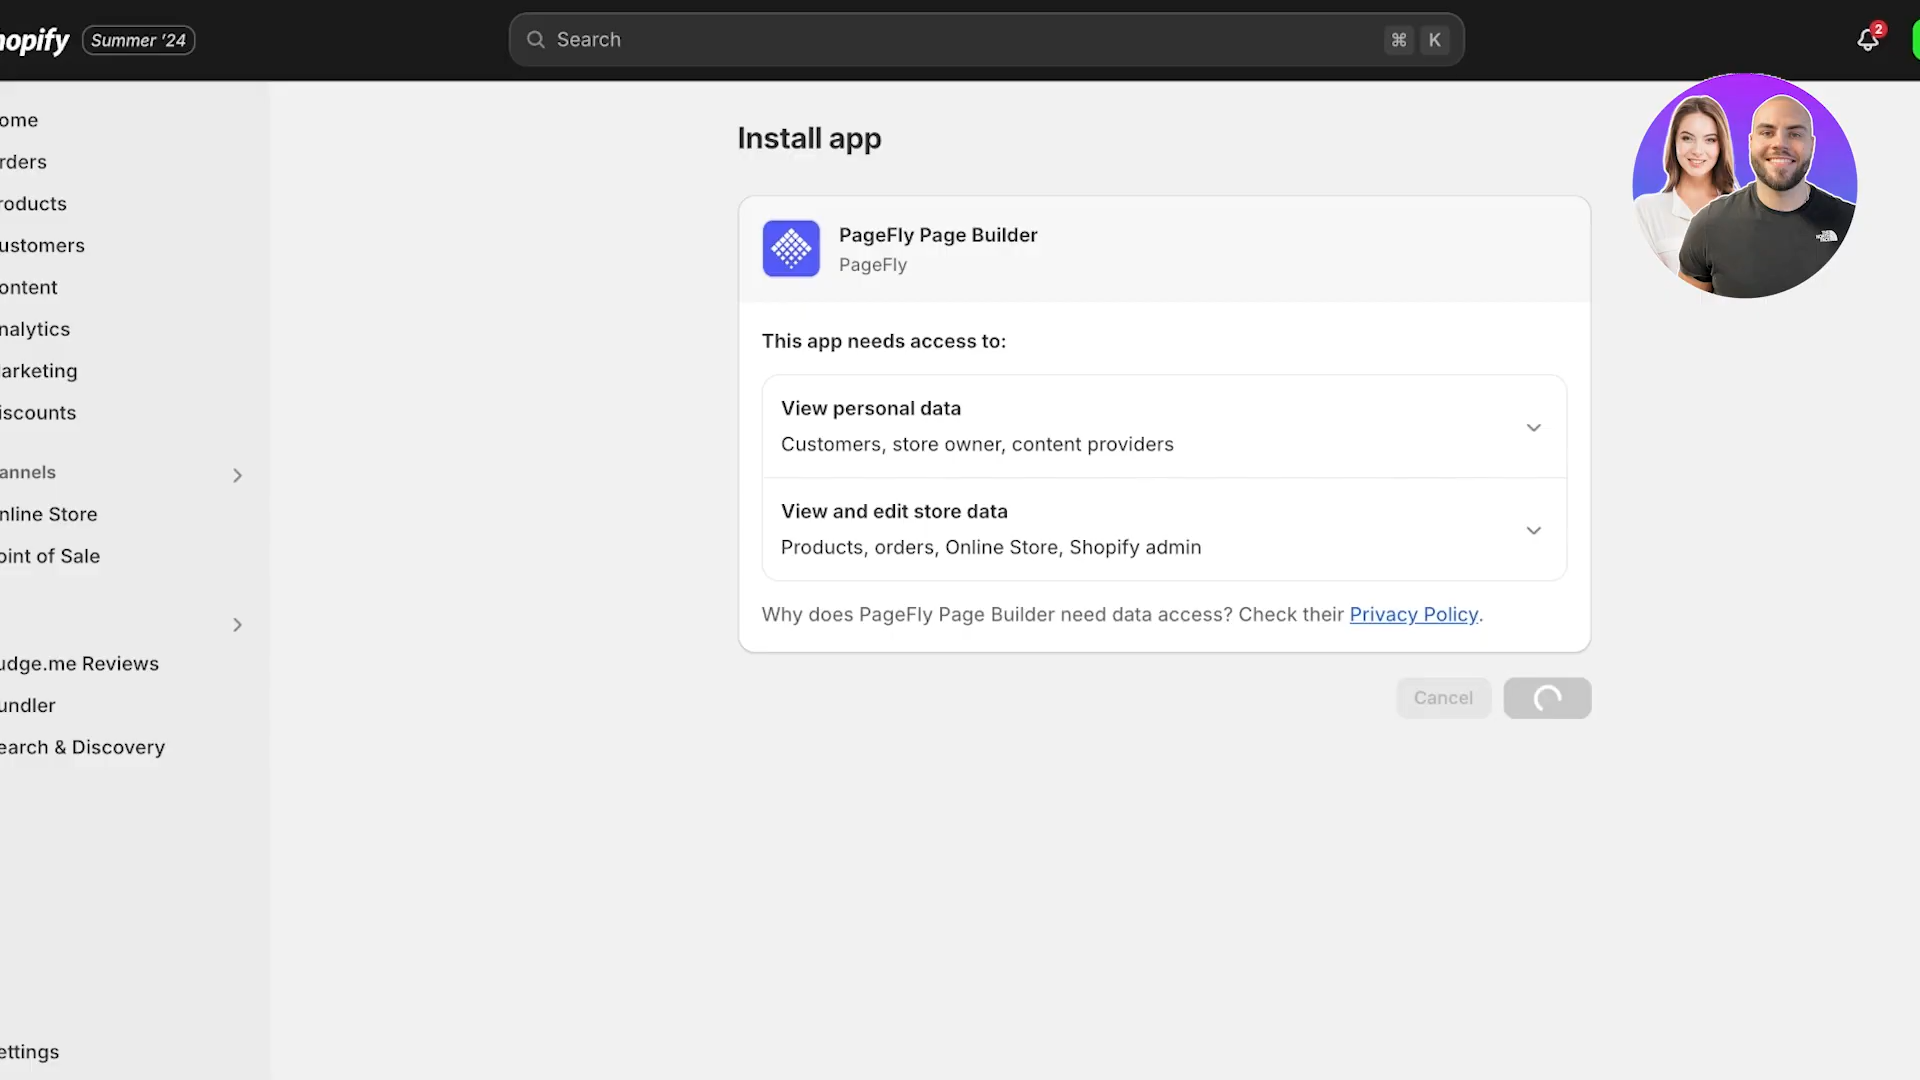 hopify Summer '24
Search
⌘ K
2
ome
rders
roducts
ustomers
ontent
nalytics
arketing
iscounts
annels
nline Store
oint of Sale
udge.me Reviews
undler
earch & Discovery
ettings
Install app
PageFly Page Builder
PageFly
This app needs access to:
View personal data
Customers, store owner, content providers
View and edit store data
Products, orders, Online Store, Shopify admin
Why does PageFly Page Builder need data access? Check their Privacy Policy.
Cancel